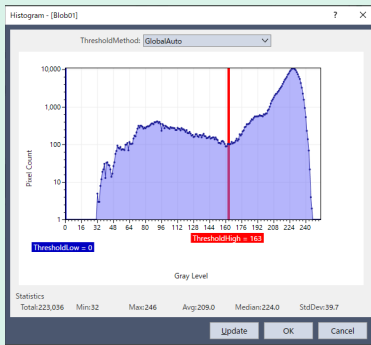 Histogram - [Blob01]
? ×
ThresholdMethod: GlobalAuto
10,000
1,000
100
10
1
Pixel Count
0 16 32 48 64 80 96 112 128 144 160 176 192 208 224 240
ThresholdHigh = 163
ThresholdLow = 0
Gray Level
Statistics
Total:223,036 Min:32 Max:246 Avg:209.0 Median:224.0 StdDev:39.7
Update OK Cancel